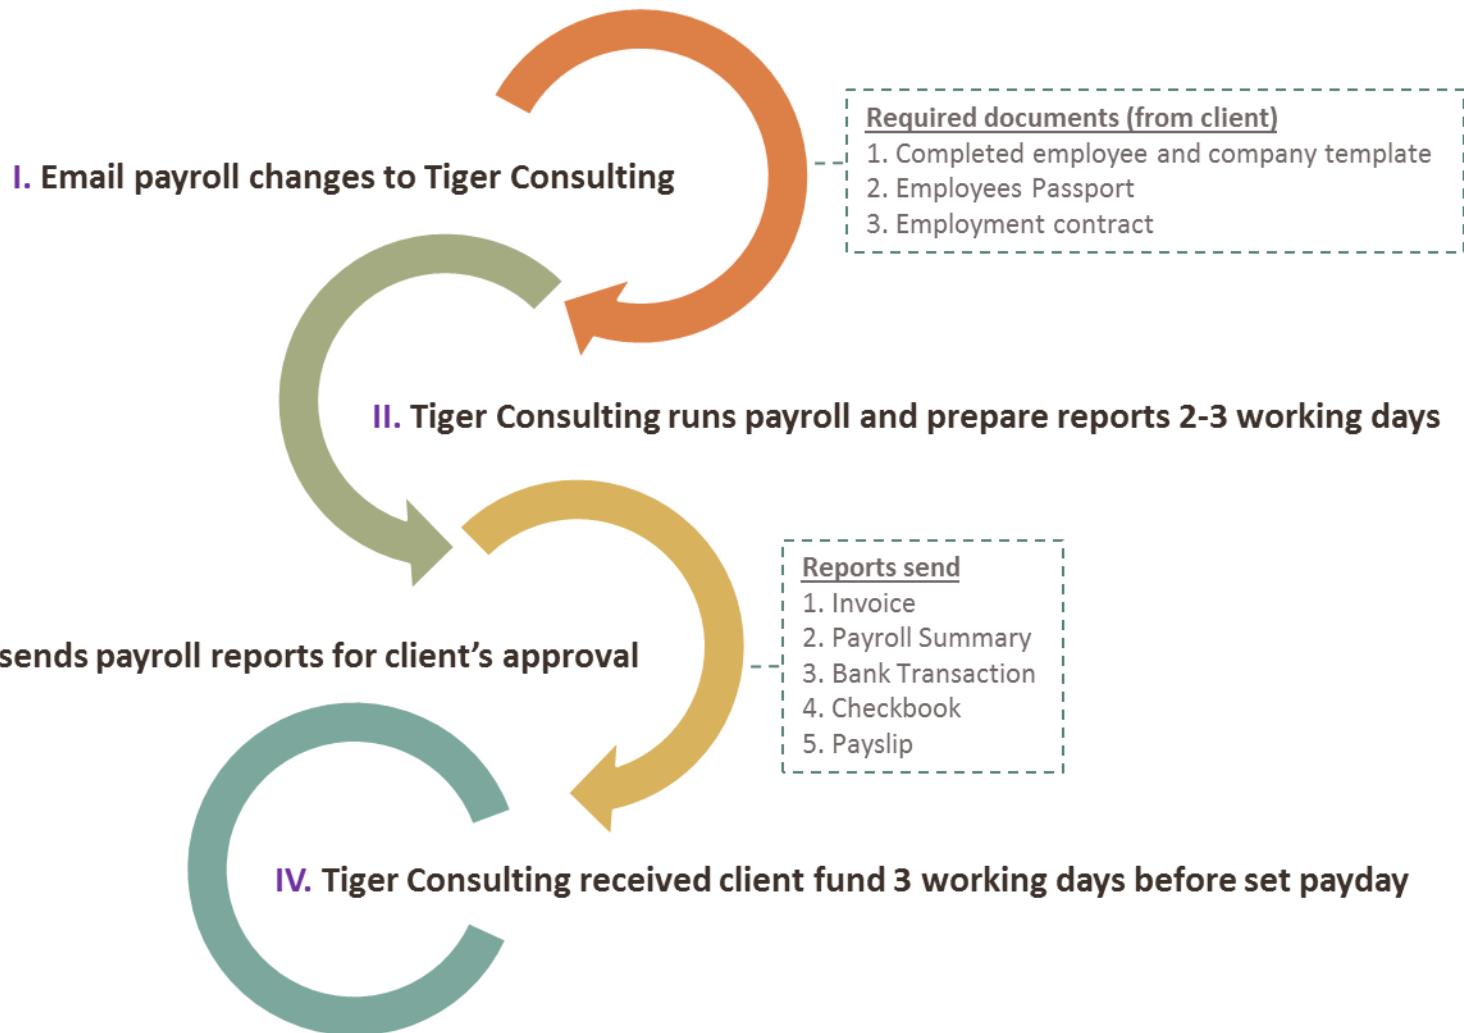 I. Email payroll changes to Tiger Consulting
Required documents (from client)
1. Completed employee and company template
2. Employees Passport
3. Employment contract
II. Tiger Consulting runs payroll and prepare reports 2-3 working days
sends payroll reports for client’s approval
Reports send
1. Invoice
2. Payroll Summary
3. Bank Transaction
4. Checkbook
5. Payslip
IV. Tiger Consulting received client fund 3 working days before set payday